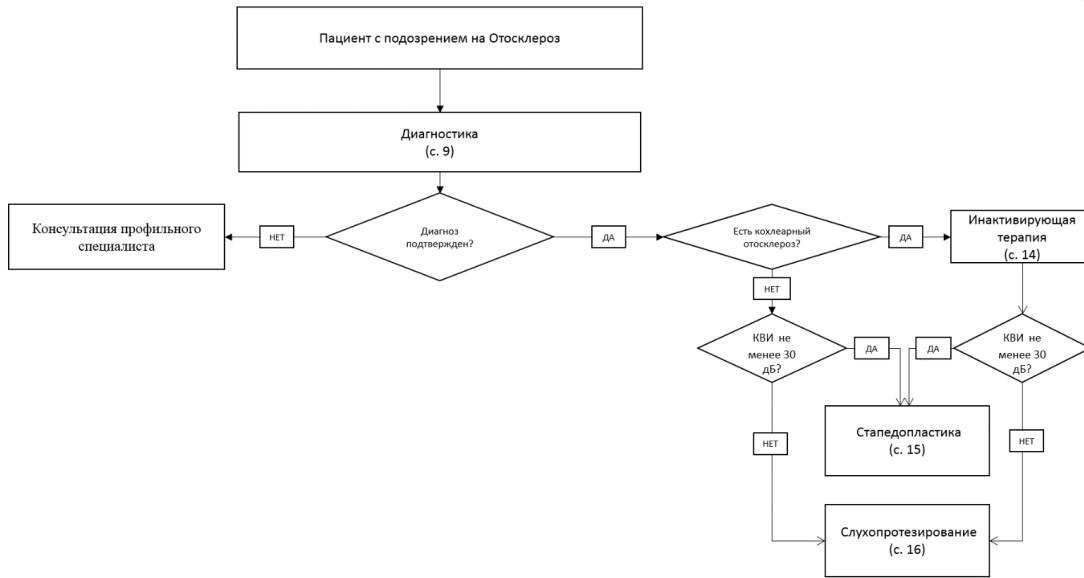 Пациент с подозрением на Отосклероз
Диагностика
(с. 9)
Консультация профильного
специалиста
НЕТ
Диагноз
подтвержден?
ДА
Есть кохлеарный
отосклероз?
ДА
Инактивирующая
терапия
(с. 14)
НЕТ
КВИ не
менее 30
дБ?
ДА
ДА
КВИ не
менее 30
дБ?
Стапедопластика
(с. 15)
НЕТ
НЕТ
Слухопротезирование
(с. 16)